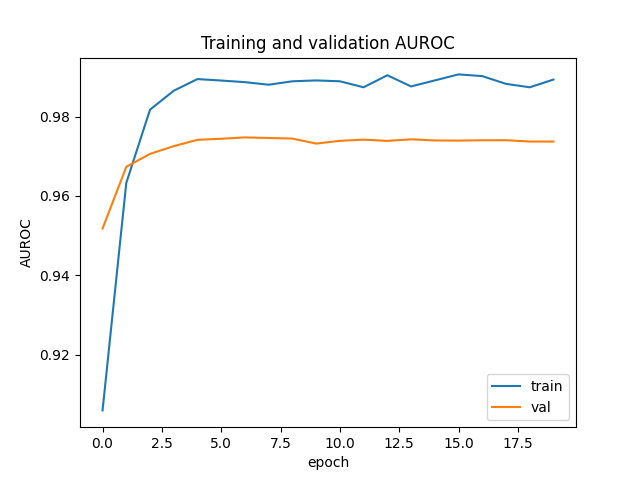 Training and validation AUROC
AUROC
0.98
0.96
0.94
0.92
0.0 2.5 5.0 7.5 10.0 12.5 15.0 17.5
epoch
train
val